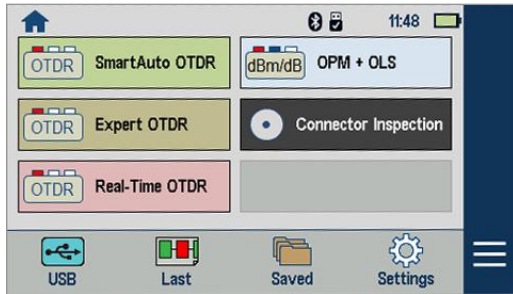 11:48
OTDR SmartAuto OTDR
dBm/dB OPM + OLS
OTDR Expert OTDR
Connector Inspection
OTDR Real-Time OTDR
USB
Last
Saved
Settings